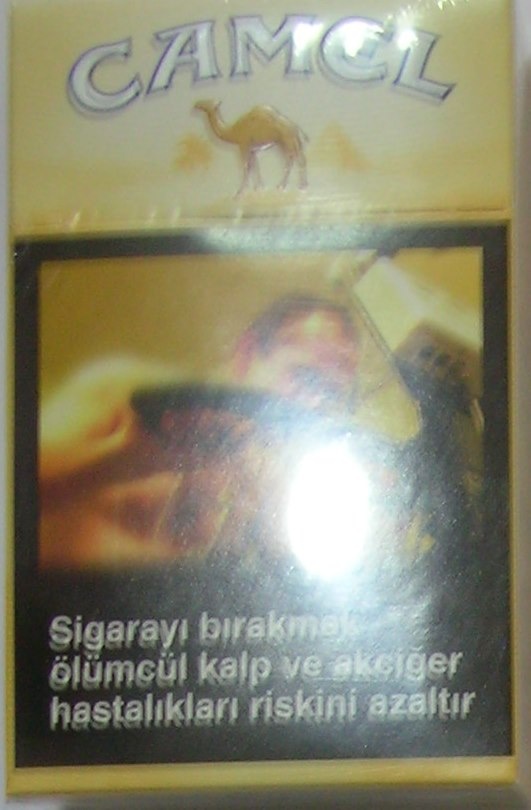 CAMEL
Sigarayı bırakmak
ölümcül kalp ve akciğer
hastalıkları riskini azaltır